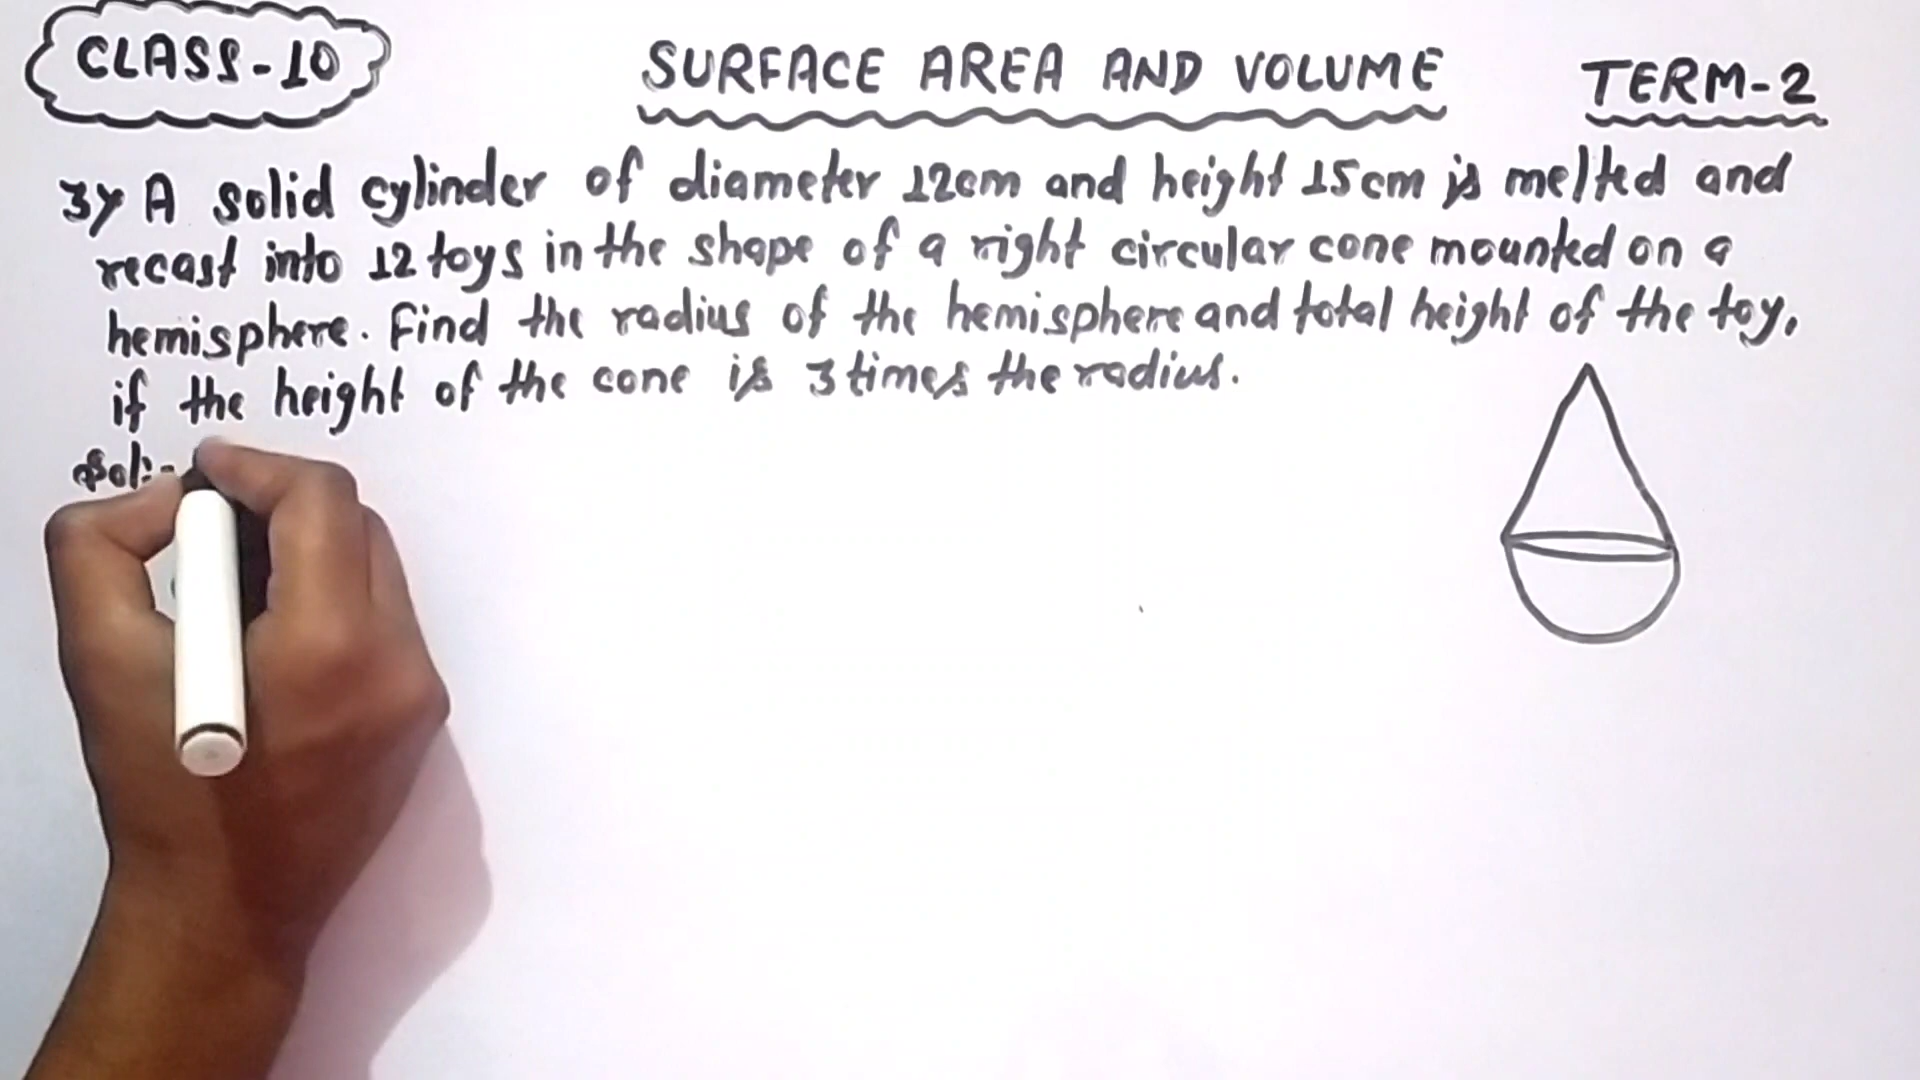 CLASS-10
SURFACE AREA AND VOLUME
TERM-2
3) A solid cylinder of diameter 12cm and height 15cm is melted and
recast into 12 toys in the shape of a right circular cone mounted on a
hemisphere. Find the radius of the hemisphere and total height of the toy,
if the height of the cone is 3 times the radius.
Sol:-